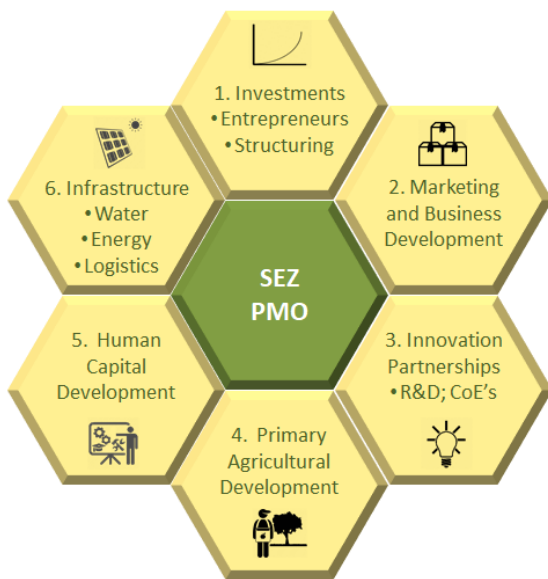 1. Investments
• Entrepreneurs
• Structuring
2. Marketing
and Business
Development
3. Innovation
Partnerships
• R&D; CoE's
4. Primary
Agricultural
Development
5. Human
Capital
Development
6. Infrastructure
• Water
• Energy
• Logistics
SEZ
PMO